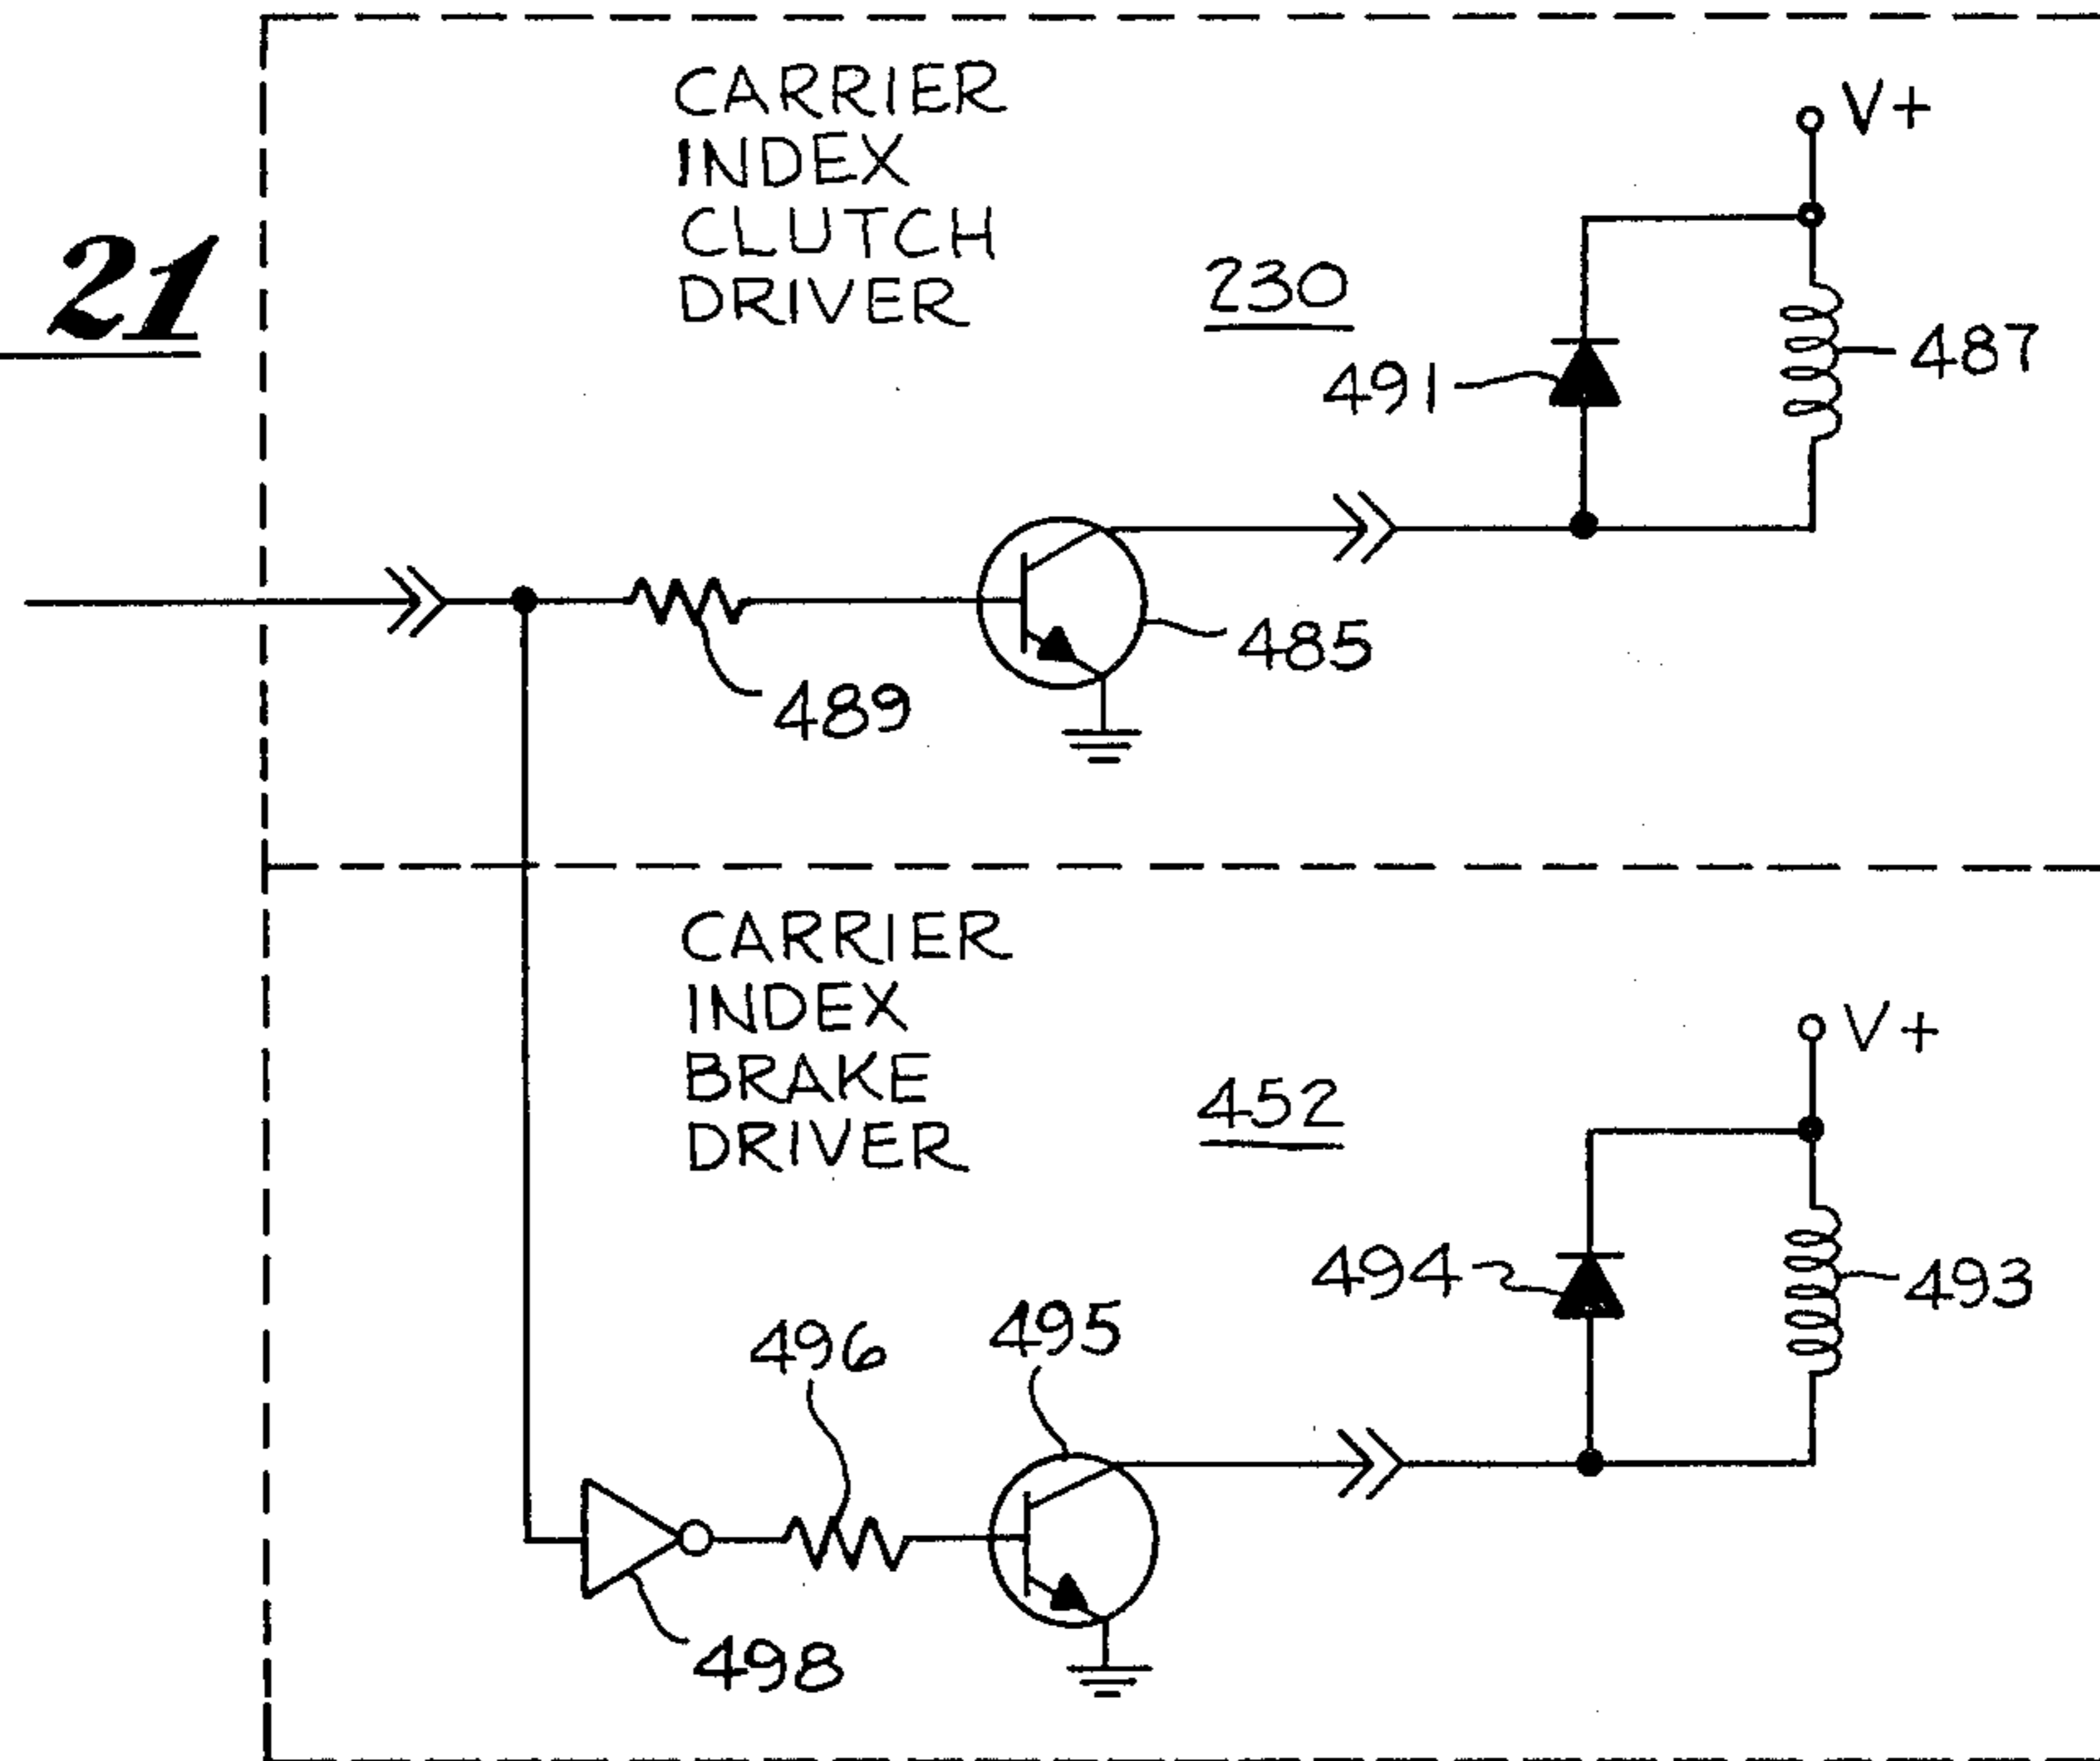 21
CARRIER
INDEX
CLUTCH
DRIVER
230
V+
491
487
485
489
CARRIER
INDEX
BRAKE
DRIVER
452
V+
494
493
496
495
498